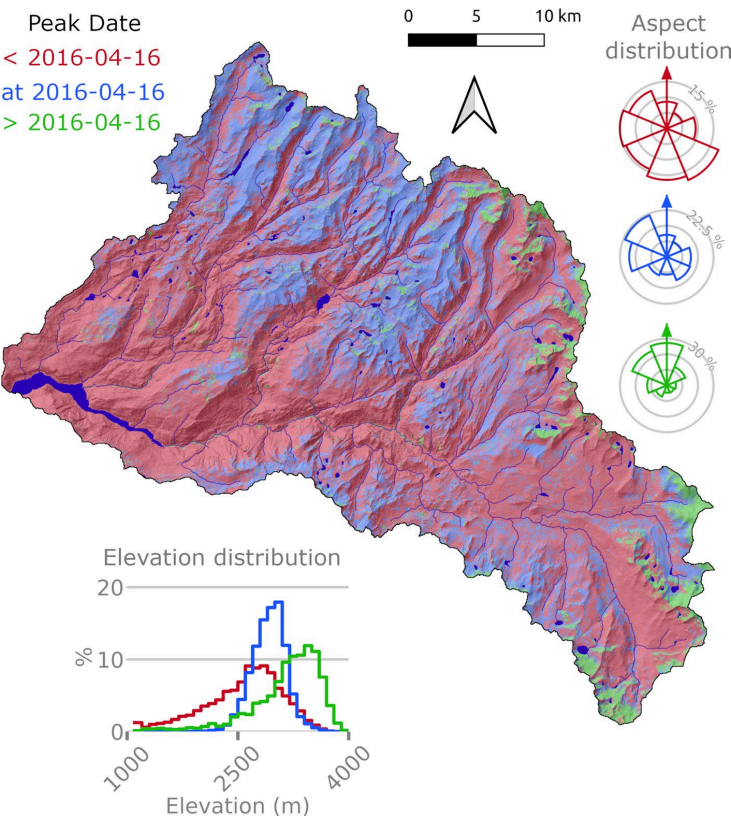 Peak Date
< 2016-04-16
at 2016-04-16
> 2016-04-16
0 5 10 km
Aspect
distribution
15 %
22.5 %
30 %
Elevation distribution
20
10
0
%
1000
2500
4000
Elevation (m)